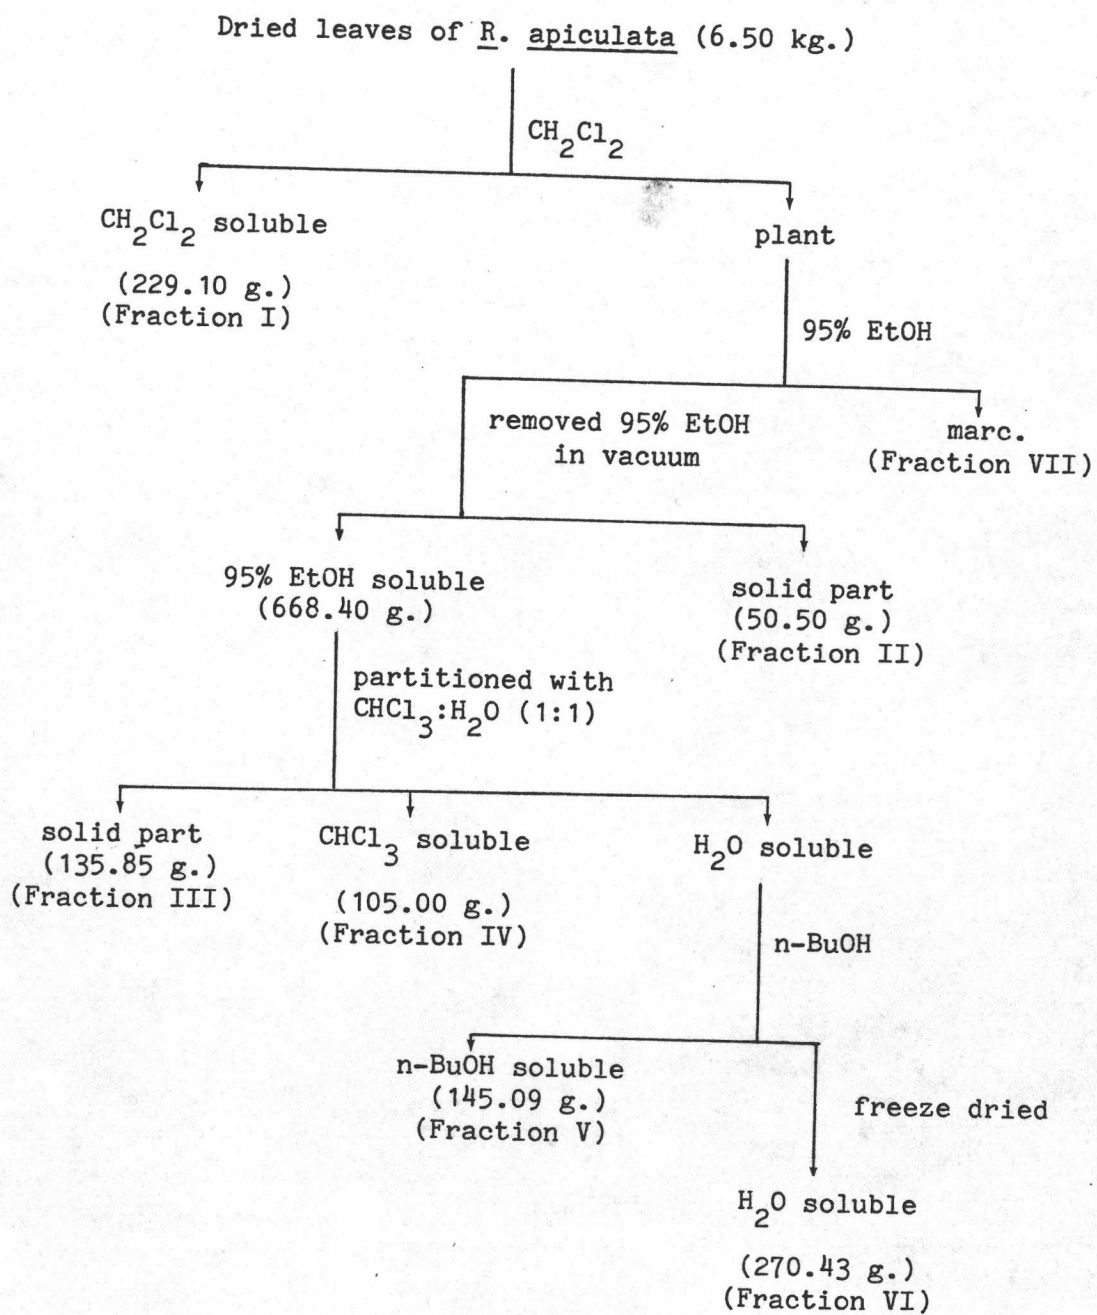 Dried leaves of R. apiculata (6.50 kg.)
CH2Cl2
CH2Cl2 soluble
(229.10 g.)
(Fraction I)
plant
95% EtOH
removed 95% EtOH
in vacuum
marc.
(Fraction VII)
95% EtOH soluble
(668.40 g.)
solid part
(50.50 g.)
(Fraction II)
partitioned with
CHCl3:H2O (1:1)
solid part
(135.85 g.)
(Fraction III)
CHCl3 soluble
(105.00 g.)
(Fraction IV)
H2O soluble
n-BuOH
n-BuOH soluble
(145.09 g.)
(Fraction V)
freeze dried
H2O soluble
(270.43 g.)
(Fraction VI)